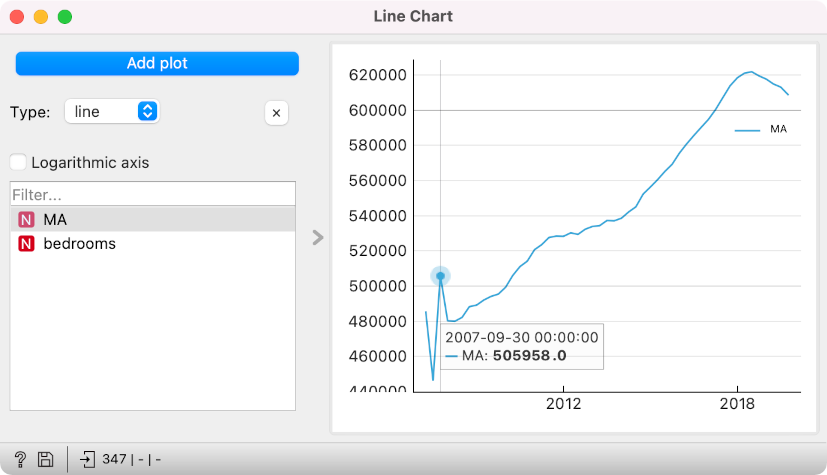 Line Chart
Add plot
Type:
line
×
Logarithmic axis
Filter...
N MA
N bedrooms
620000
600000
580000
560000
540000
520000
500000
480000
460000
440000
MA
2007-09-30 00:00:00
MA: 505958.0
2012
2018
? 347 | - | -